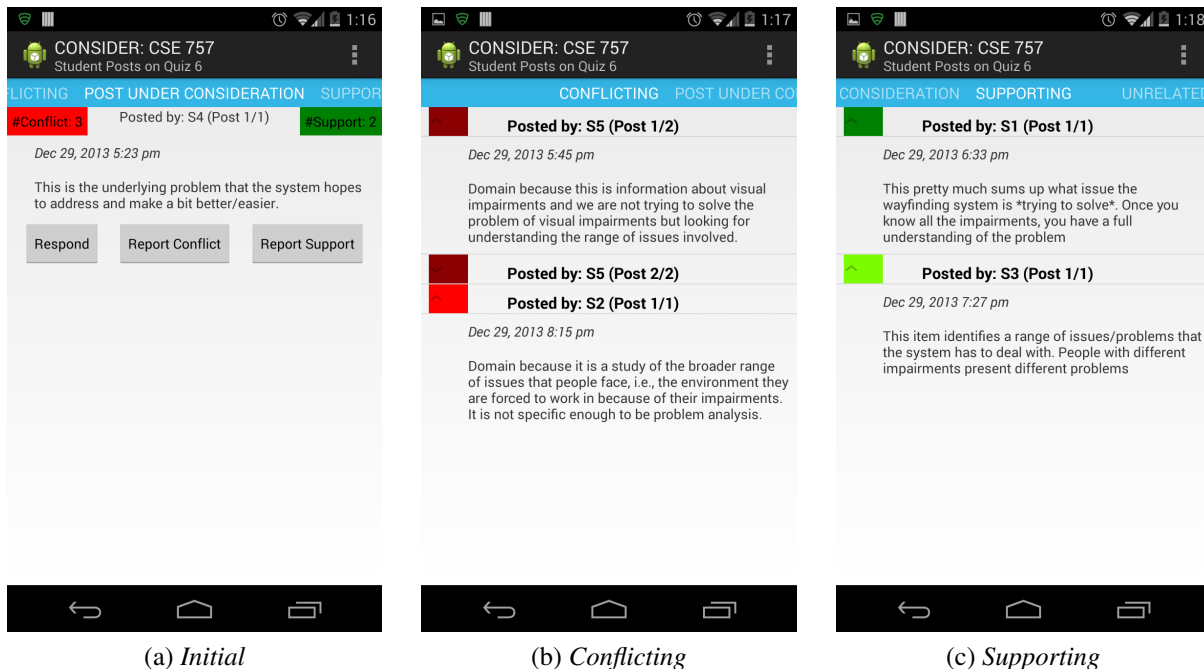 1:16
CONSIDER: CSE 757
Student Posts on Quiz 6
FLICTING POST UNDER CONSIDERATION SUPPOR
#Conflict: 3 Posted by: S4 (Post 1/1) #Support: 2
Dec 29, 2013 5:23 pm
This is the underlying problem that the system hopes
to address and make a bit better/easier.
Respond Report Conflict Report Support
(a) Initial
1:17
CONSIDER: CSE 757
Student Posts on Quiz 6
CONFLICTING POST UNDER CO
Posted by: S5 (Post 1/2)
Dec 29, 2013 5:45 pm
Domain because this is information about visual
impairments and we are not trying to solve the
problem of visual impairments but looking for
understanding the range of issues involved.
Posted by: S5 (Post 2/2)
Posted by: S2 (Post 1/1)
Dec 29, 2013 8:15 pm
Domain because it is a study of the broader range
of issues that people face, i.e., the environment they
are forced to work in because of their impairments.
It is not specific enough to be problem analysis.
(b) Conflicting
1:18
CONSIDER: CSE 757
Student Posts on Quiz 6
CONSIDERATION SUPPORTING UNRELATED
Posted by: S1 (Post 1/1)
Dec 29, 2013 6:33 pm
This pretty much sums up what issue the
wayfinding system is *trying to solve*. Once you
know all the impairments, you have a full
understanding of the problem
Posted by: S3 (Post 1/1)
Dec 29, 2013 7:27 pm
This item identifies a range of issues/problems that
the system has to deal with. People with different
impairments present different problems
(c) Supporting